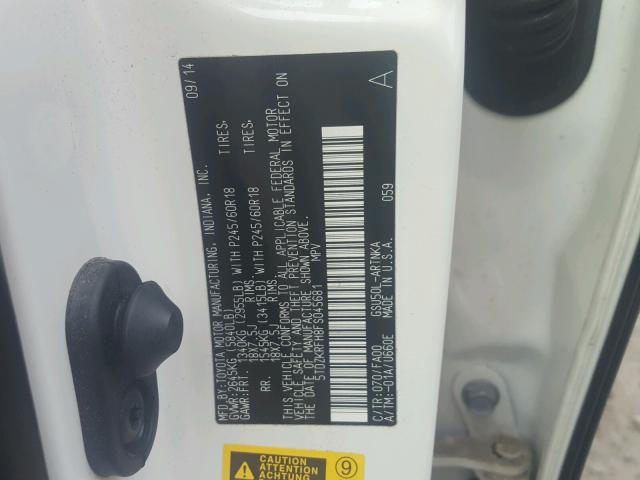 MFD.BY:TOYOTA MOTOR MANUFACTURING, INDIANA, INC. 09/14
GVWR:2645KG(5840LB)
GAWR:FRT. 1340KG(2955LB)WITH P245/60R18 TIRES,
18X7.5J RIMS,
RR. 1545KG(3415LB)WITH P245/60R18 TIRES,
18X7.5J RIMS,
THIS VEHICLE CONFORMS TO ALL APPLICABLE FEDERAL MOTOR
VEHICLE SAFETY AND THEFT PREVENTION STANDARDS IN EFFECT ON
THE DATE OF MANUFACTURE SHOWN ABOVE.
5TDZKRFH8FS045681 MPV
A
C/TR:070/FA00 GSU50L-ARTNKA 059
A/TM:-01A/U660E MADE IN U.S.A.
CAUTION
ACHTUNG
ATTENTION
9